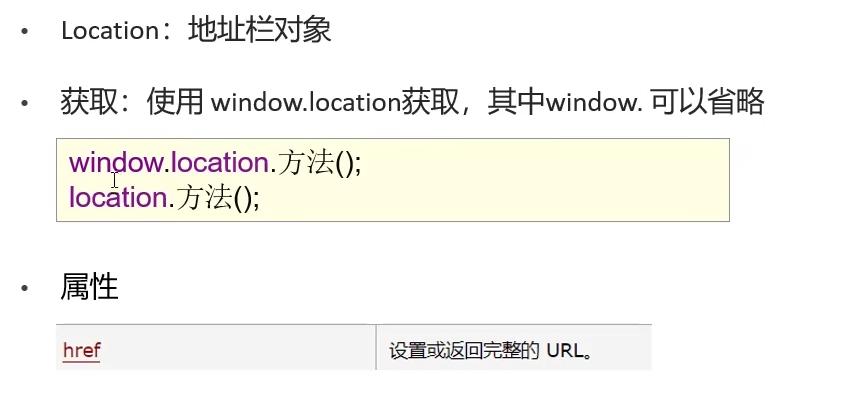 • Location：地址栏对象
• 获取：使用 window.location获取，其中window. 可以省略
window.location.方法();
location.方法();
• 属性
href 设置或返回完整的 URL。